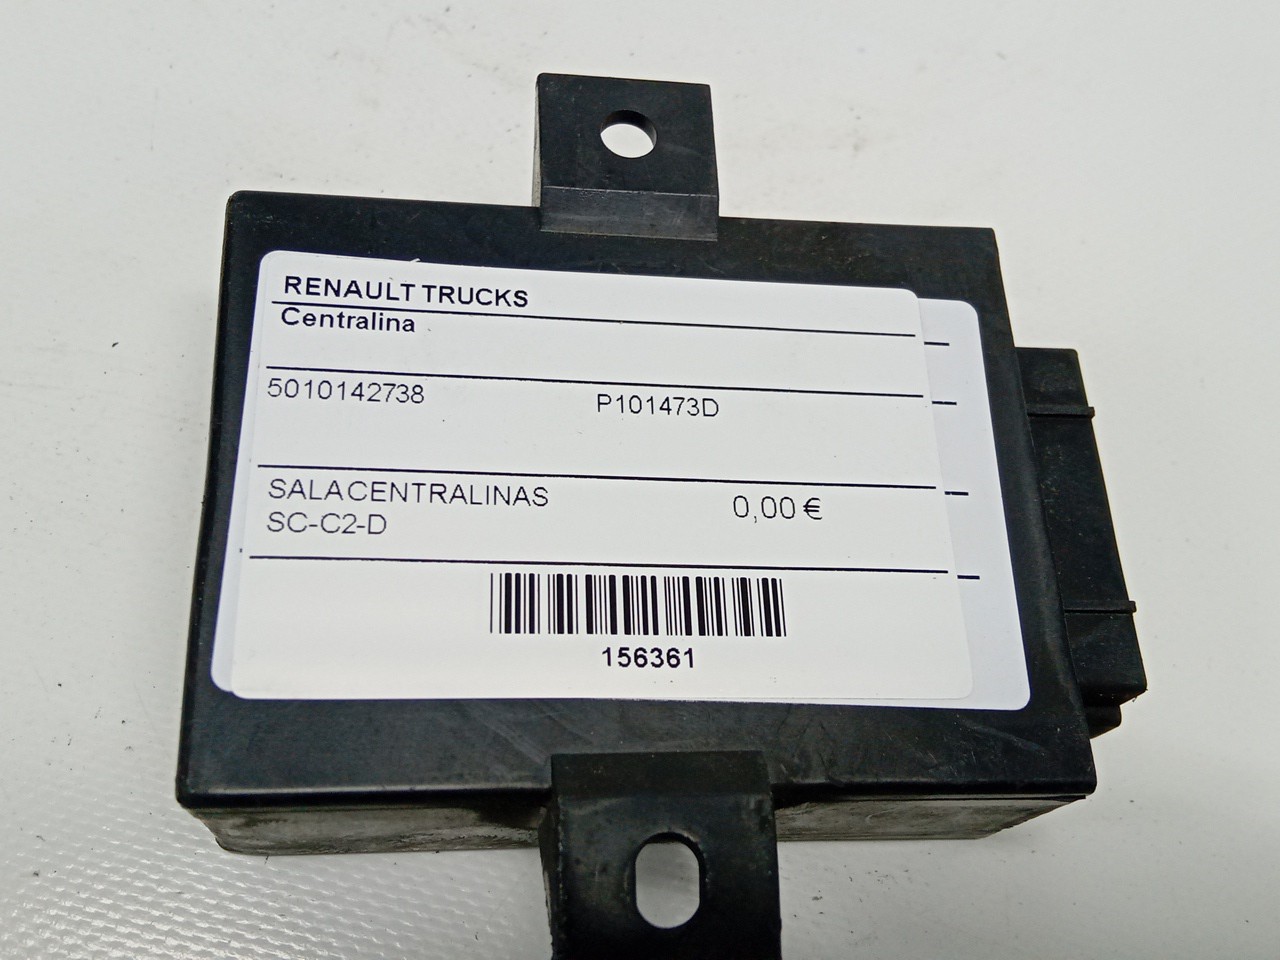 RENAULT TRUCKS
Centralina
5010142738 P101473D
SALACENTRALINAS 0,00 €
SC-C2-D
156361